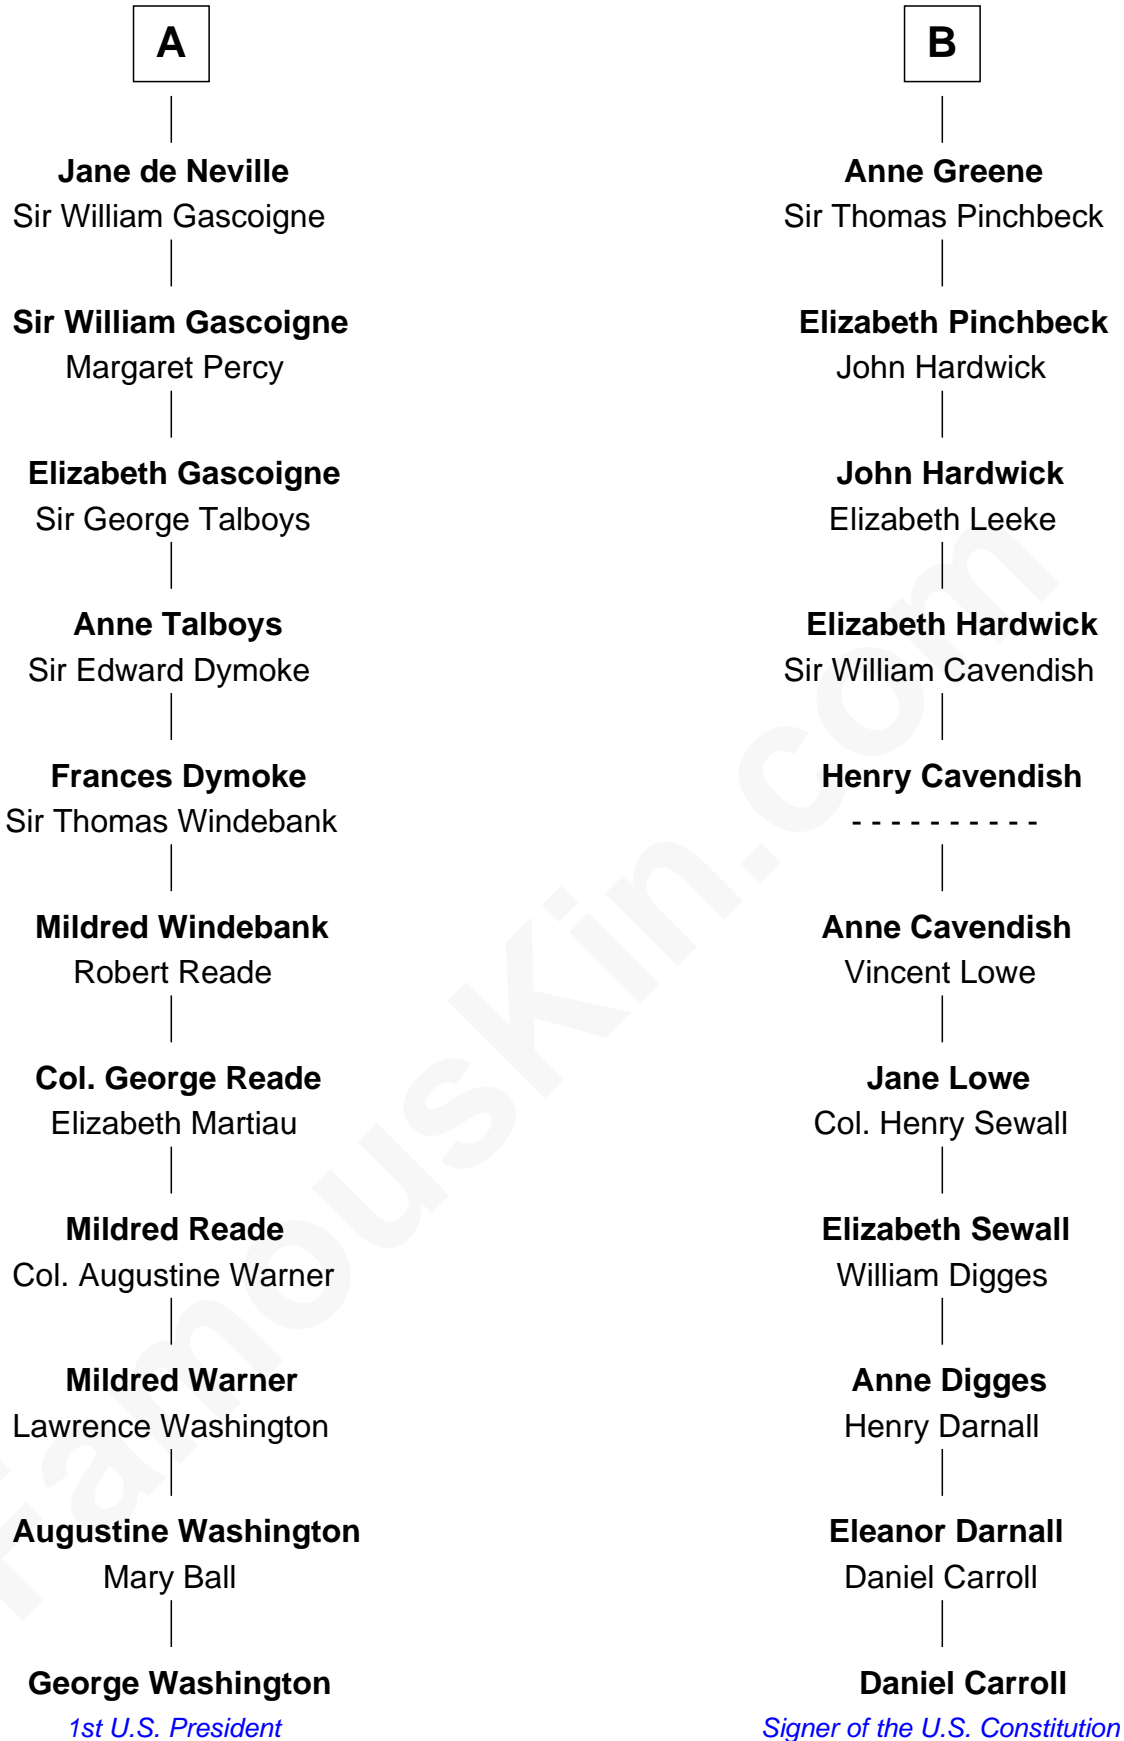 A
Jane de Neville
Sir William Gascoigne
Sir William Gascoigne
Margaret Percy
Elizabeth Gascoigne
Sir George Talboys
Anne Talboys
Sir Edward Dymoke
Frances Dymoke
Sir Thomas Windebank
Mildred Windebank
Robert Reade
Col. George Reade
Elizabeth Martiau
Mildred Reade
Col. Augustine Warner
Mildred Warner
Lawrence Washington
Augustine Washington
Mary Ball
George Washington
1st U.S. President
B
Anne Greene
Sir Thomas Pinchbeck
Elizabeth Pinchbeck
John Hardwick
John Hardwick
Elizabeth Leeke
Elizabeth Hardwick
Sir William Cavendish
Henry Cavendish
- - - - - - - - - -
Anne Cavendish
Vincent Lowe
Jane Lowe
Col. Henry Sewall
Elizabeth Sewall
William Digges
Anne Digges
Henry Darnall
Eleanor Darnall
Daniel Carroll
Daniel Carroll
Signer of the U.S. Constitution
FamousKin.com